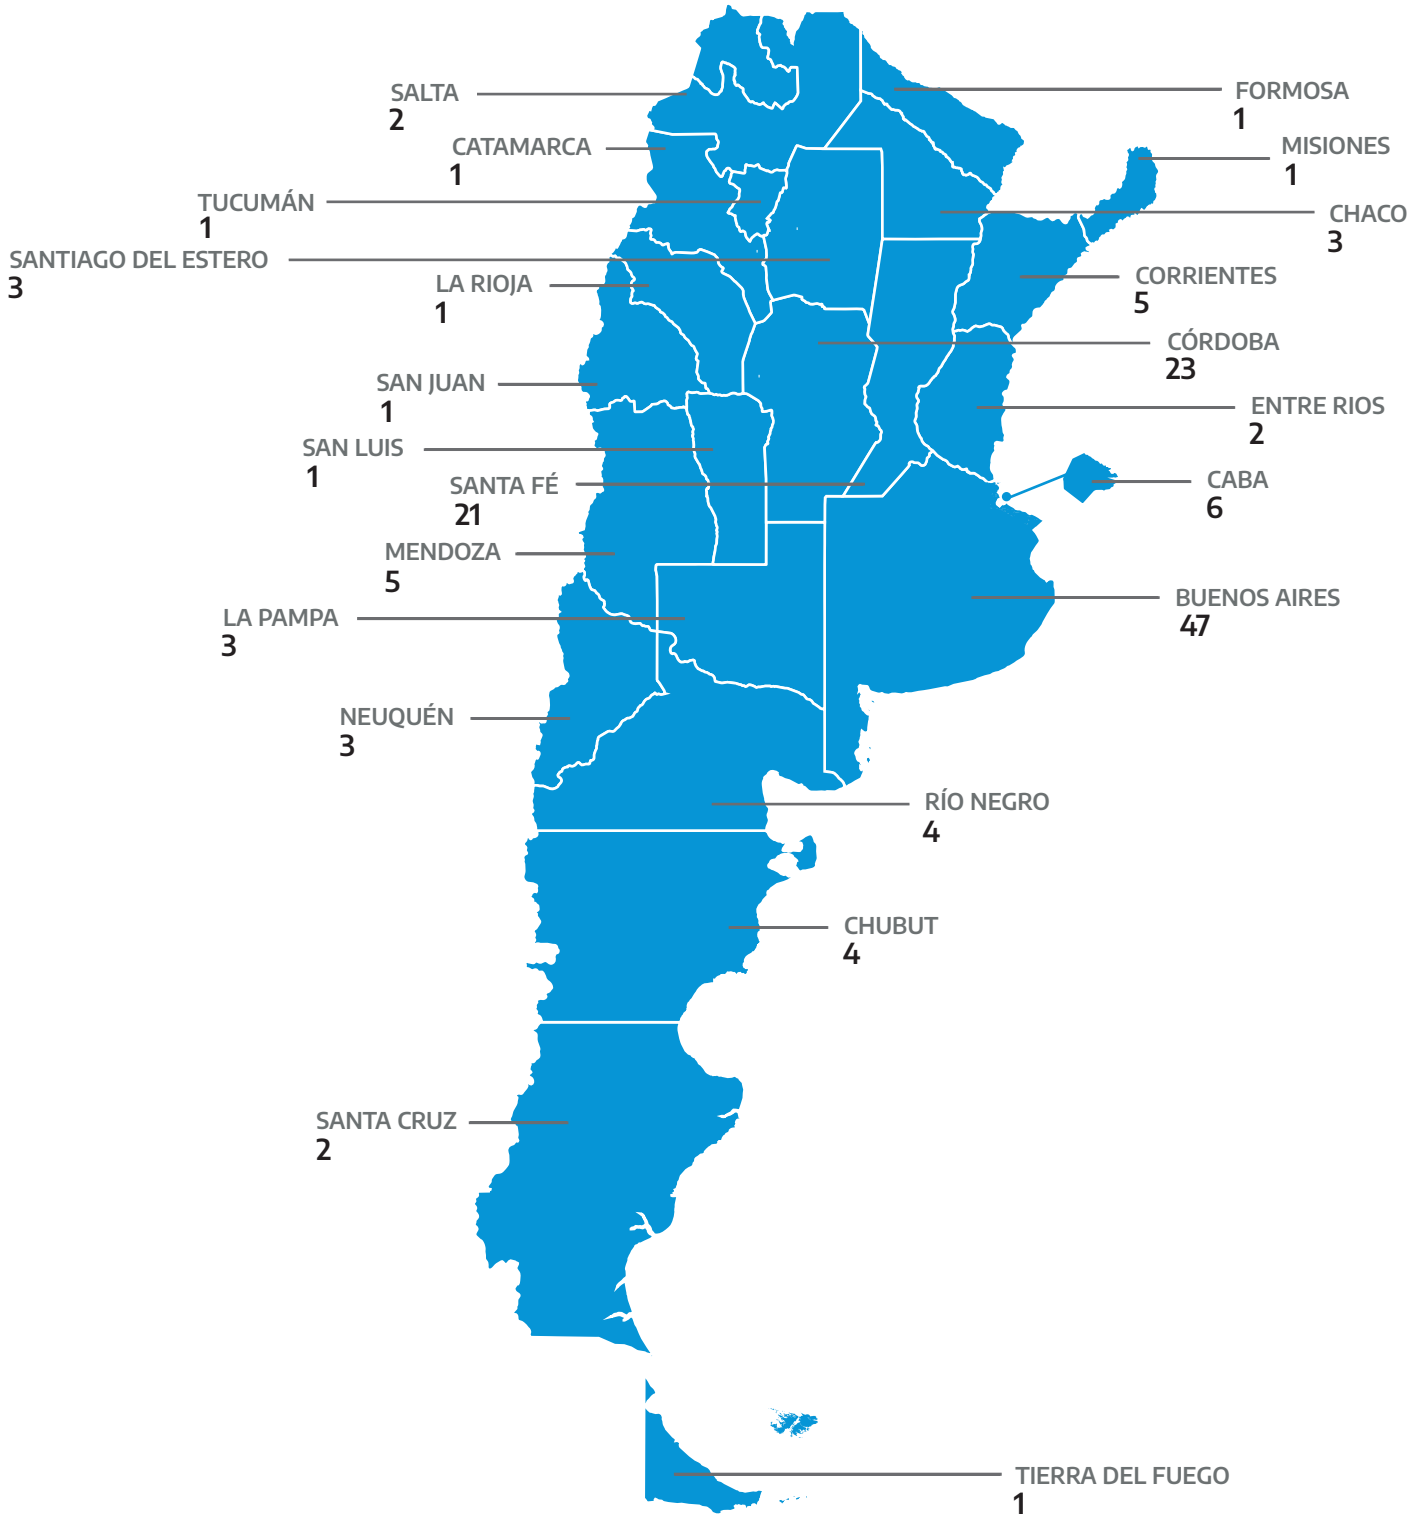 SALTA
2
FORMOSA
1
CATAMARCA
1
MISIONES
1
TUCUMÁN
1
CHACO
3
SANTIAGO DEL ESTERO
3
LA RIOJA
1
CORRIENTES
5
CÓRDOBA
23
SAN JUAN
1
ENTRE RIOS
2
SAN LUIS
1
SANTA FÉ
21
CABA
6
MENDOZA
5
BUENOS AIRES
47
LA PAMPA
3
NEUQUÉN
3
RÍO NEGRO
4
CHUBUT
4
SANTA CRUZ
2
TIERRA DEL FUEGO
1